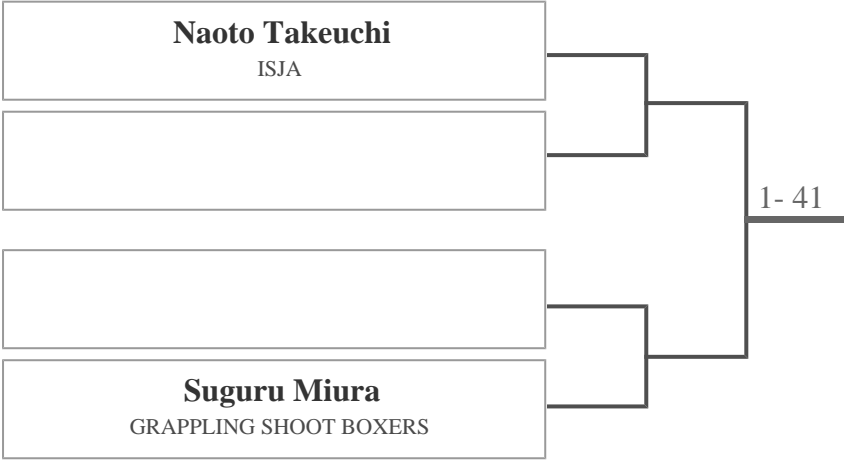 Naoto Takeuchi
ISJA
1- 41
Suguru Miura
GRAPPLING SHOOT BOXERS